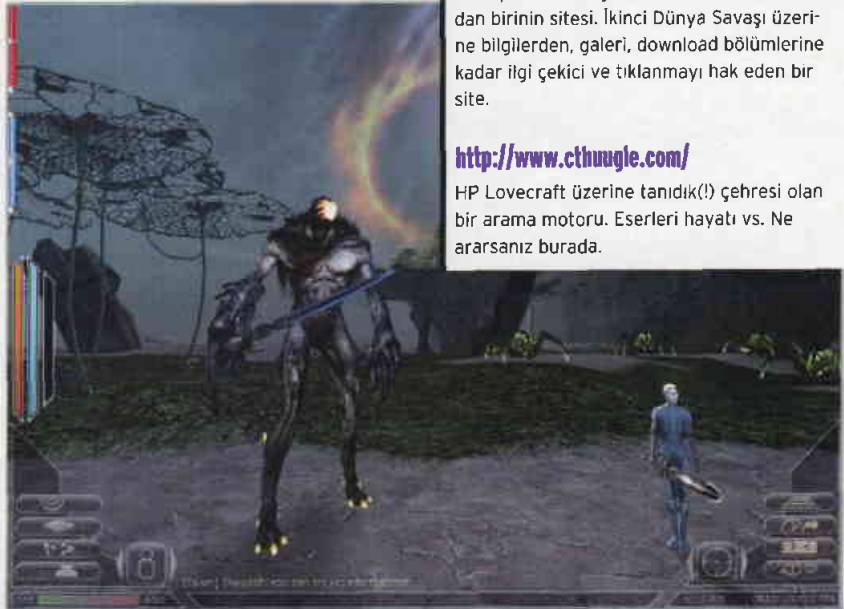 dan birinin sitesi. İkinci Dünya Savaşı üzeri-
ne bilgilerden, galeri, download bölümlerine
kadar ilgi çekici ve tıklanmayı hak eden bir
site.
http://www.cthuugle.com/
HP Lovecraft üzerine tanıdık(!) çehresi olan
bir arama motoru. Eserleri hayatı vs. Ne
ararsanız burada.